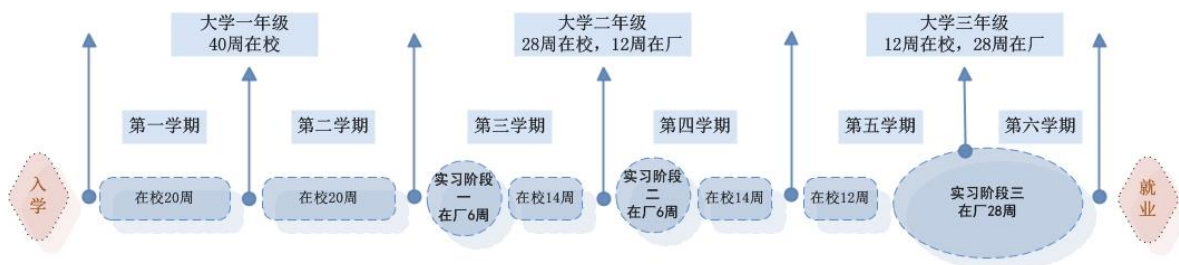 大学一年级
40周在校
大学二年级
28周在校，12周在厂
大学三年级
12周在校，28周在厂
第一学期
第二学期
第三学期
第四学期
第五学期
第六学期
入
学
在校20周
在校20周
实习阶段
一
在厂6周
在校14周
实习阶段
二
在厂6周
在校14周
在校12周
实习阶段三
在厂28周
就
业